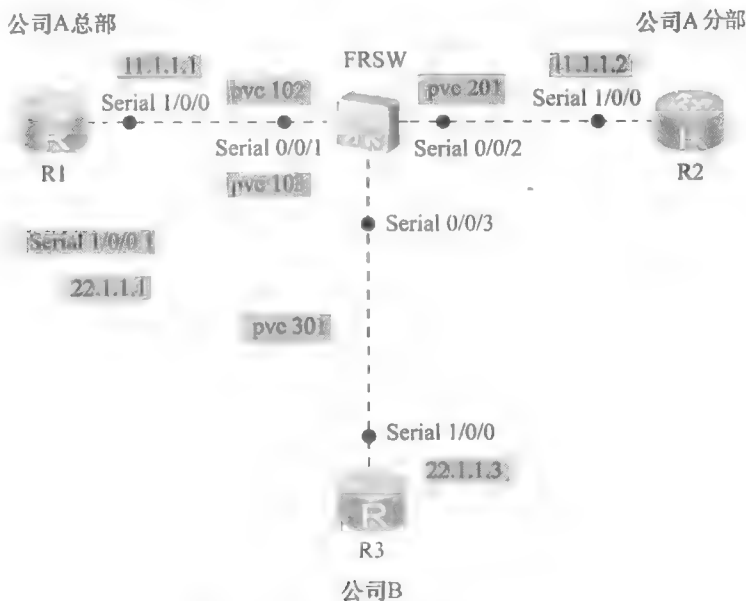 公司A总部
公司A 分部
11.1.1.1
FRSW
11.1.1.2
pvc 102
pvc 201
Serial 1/0/0
Serial 1/0/0
R1
Serial 0/0/1
Serial 0/0/2
R2
Serial 0/0/3
Serial 1/0/0.1
22.1.1.1
pvc 301
Serial 1/0/0
22.1.1.3
R
R3
公司B